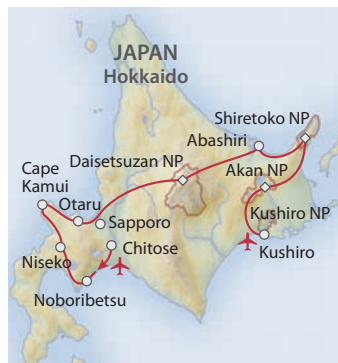 JAPAN
Hokkaido
Shiretoko NP
Abashiri
Daisetsuzan NP
Akan NP
Cape
Kamui
Otaru
Kushiro NP
Sapporo
Chitose
Kushiro
Niseko
Noboribetsu